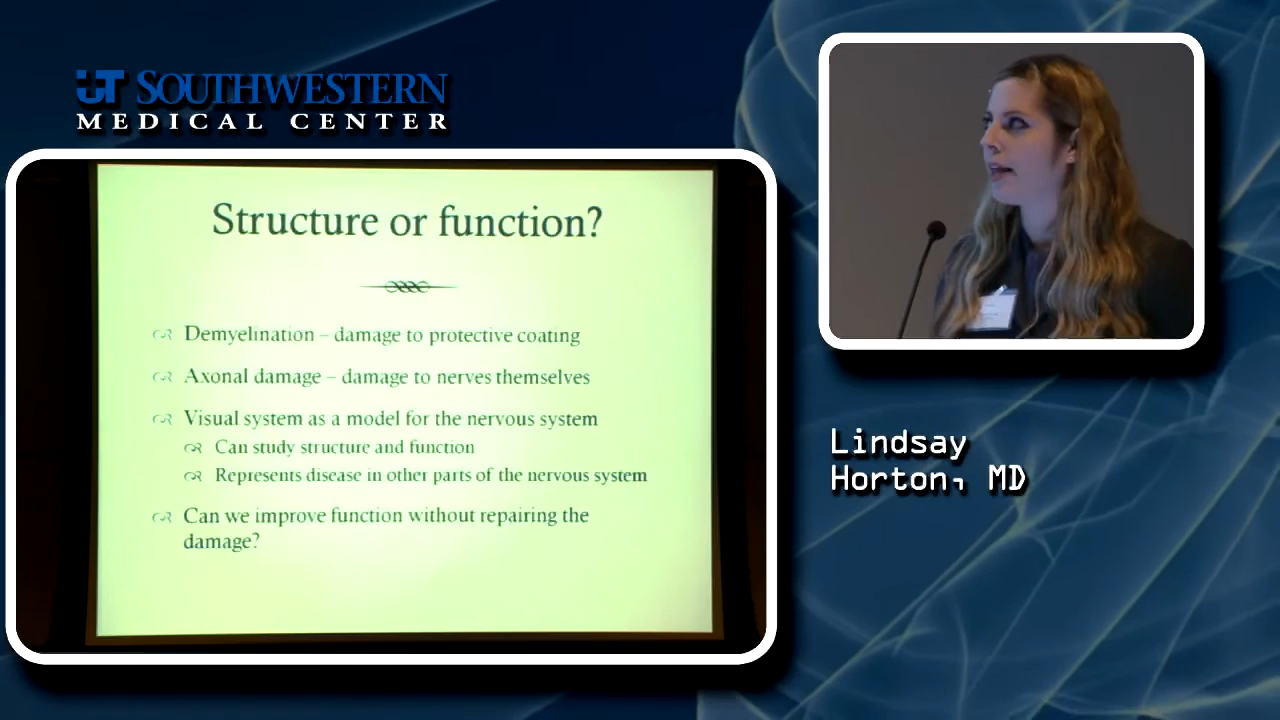 UT SOUTHWESTERN
MEDICAL CENTER
Structure or function?
Demyelination – damage to protective coating
Axonal damage – damage to nerves themselves
Visual system as a model for the nervous system
Can study structure and function
Represents disease in other parts of the nervous system
Can we improve function without repairing the
damage?
Lindsay
Horton, MD